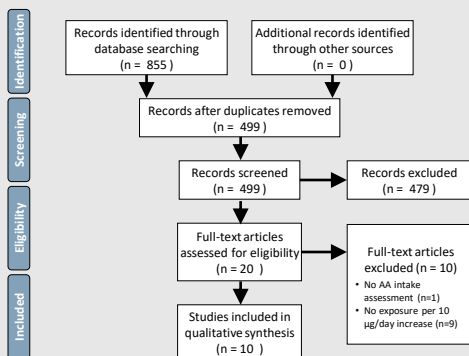 Identification
Records identified through
database searching
(n = 855 )
Additional records identified
through other sources
(n = 0 )
Records after duplicates removed
(n = 499 )
Screening
Records screened
(n = 499 )
Records excluded
(n = 479 )
Eligibility
Full-text articles
assessed for eligibility
(n = 20 )
Full-text articles
excluded (n = 10)
• No AA intake
assessment (n=1)
• No exposure per 10
µg/day increase (n=9)
Included
Studies included in
qualitative synthesis
(n = 10 )